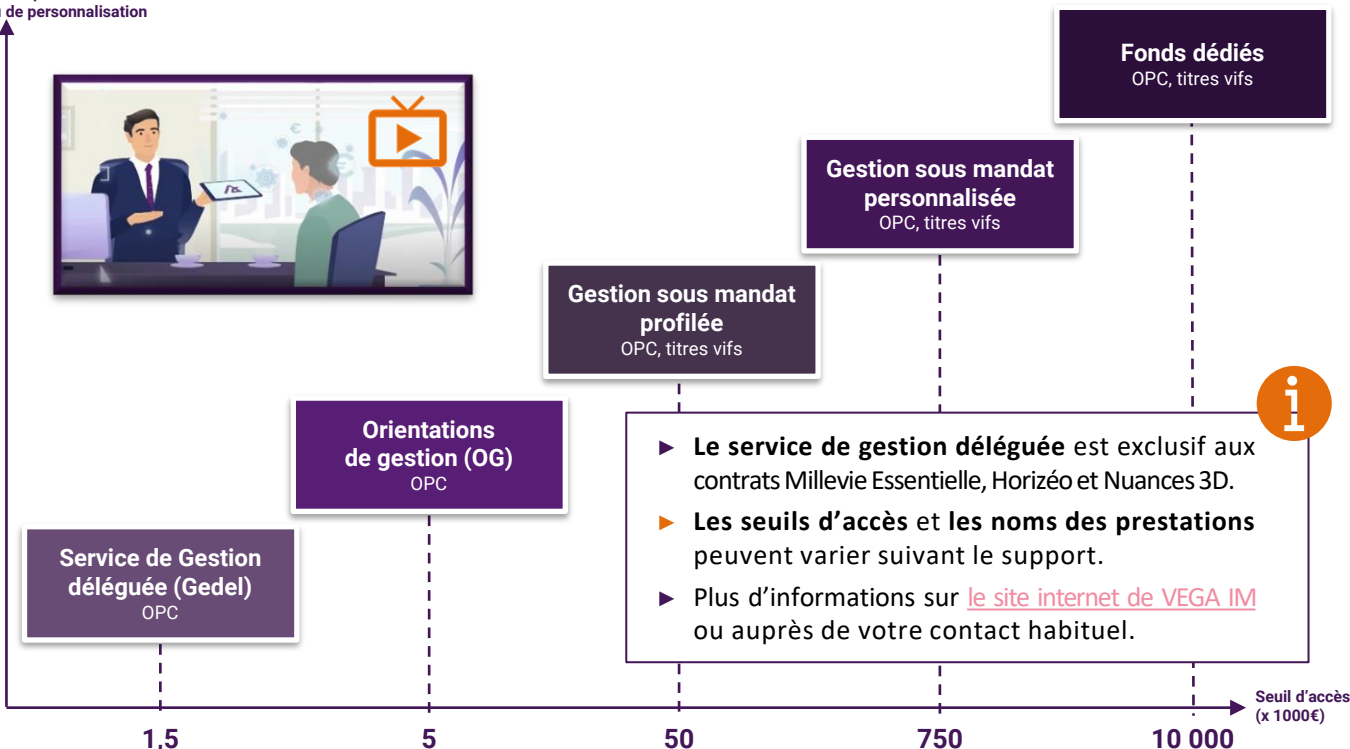 de personnalisation
Fonds dédiés
OPC, titres vifs
Gestion sous mandat
personnalisée
OPC, titres vifs
Gestion sous mandat
profilée
OPC, titres vifs
Orientations
de gestion (OG)
OPC
Service de Gestion
déléguée (Gedel)
OPC
► Le service de gestion déléguée est exclusif aux
contrats Millevie Essentielle, Horizéo et Nuances 3D.
► Les seuils d’accès et les noms des prestations
peuvent varier suivant le support.
► Plus d’informations sur le site internet de VEGA IM
ou auprès de votre contact habituel.
Seuil d’accès
(x 1000€)
1,5 5 50 750 10 000